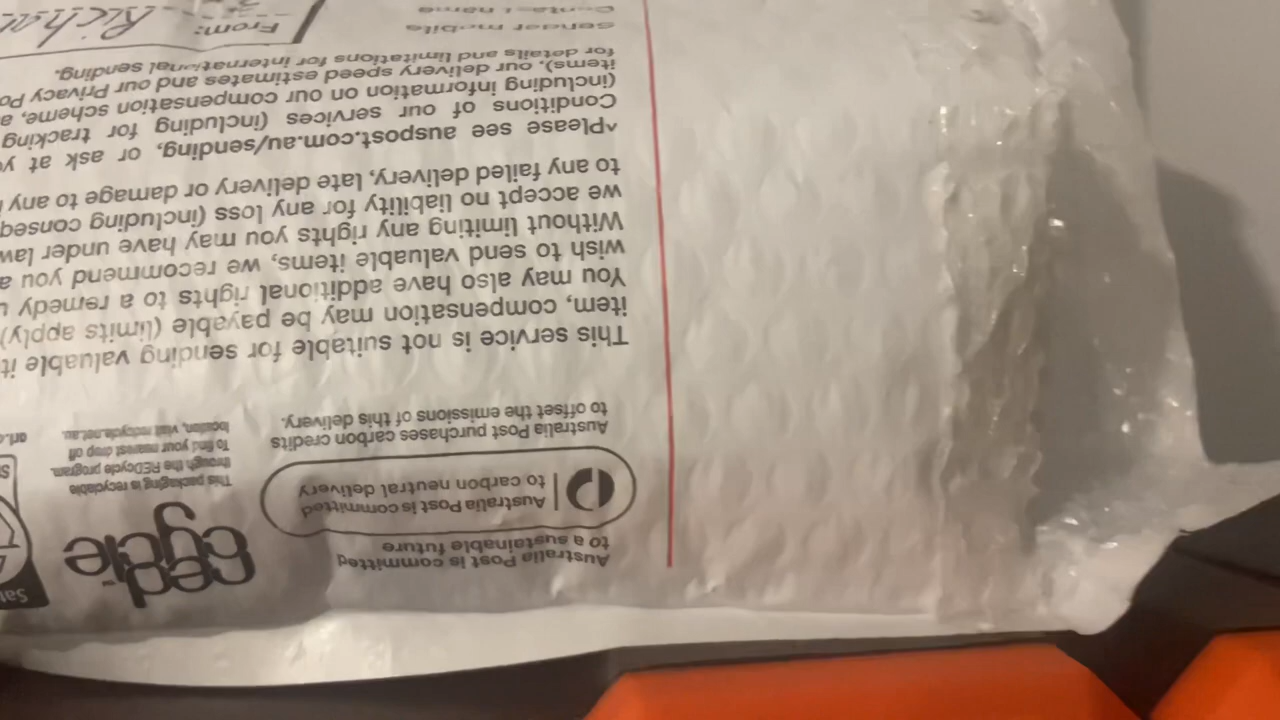 Australia Post is committed
to a sustainable future
Australia Post is committed
to carbon neutral delivery
Australia Post purchases carbon credits
to offset the emissions of this delivery.
red
cycle
This packaging is recyclable
through the REDcycle program.
To find your nearest drop off
location, visit redcycle.net.au
This service is not suitable for sending valuable
item, compensation may be payable (limits apply)
You may also have additional rights to a remedy
wish to send valuable items, we recommend you
Without limiting any rights you may have under
we accept no liability for any loss (including
to any failed delivery, late delivery or damage to any
^Please see auspost.com.au/sending, or ask at
Conditions of our services (including for tracking
(including information on our compensation scheme,
items), our delivery speed estimates and our Privacy
for details and limitations for international sending.
From:
Sender mobile
Contact name